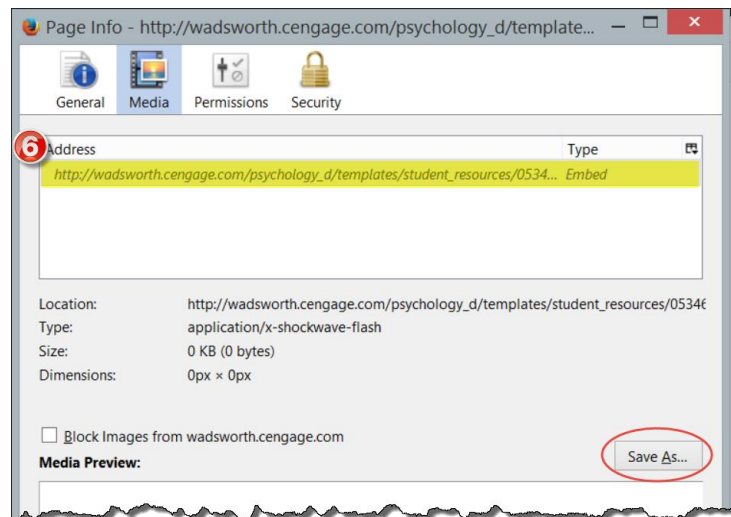 Page Info - http://wadsworth.cengage.com/psychology_d/template...
General Media Permissions Security
6
Address Type
http://wadsworth.cengage.com/psychology_d/templates/student_resources/0534... Embed
Location: http://wadsworth.cengage.com/psychology_d/templates/student_resources/05346
Type: application/x-shockwave-flash
Size: 0 KB (0 bytes)
Dimensions: 0px × 0px
Block Images from wadsworth.cengage.com
Save As...
Media Preview: